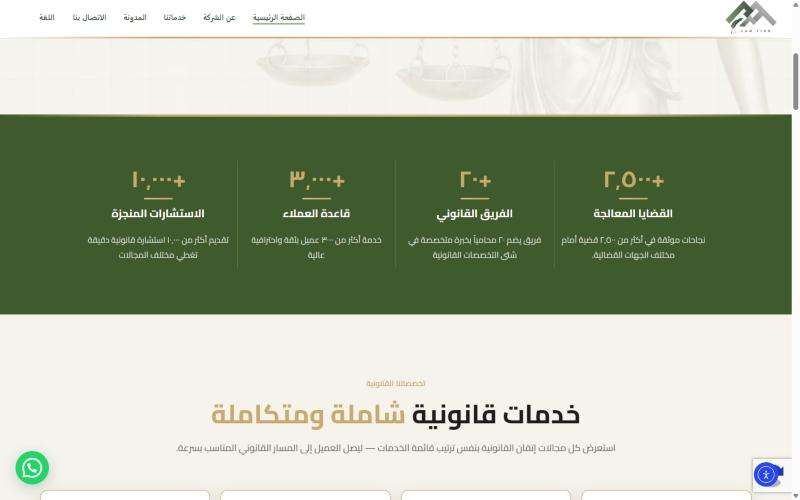 الصفحة الرئيسية
عن الشركة
خدماتنا
المدونة
الاتصال بنا
اللغة
LAW FIRM
+٢,٥٠٠
القضايا المعالجة
نجاحات موثقة في أكثر من ٢,٥٠٠ قضية أمام
مختلف الجهات القضائية.
+٢٠
الفريق القانوني
فريق يضم ٢٠ محامياً بخبرة متخصصة في
شتى التخصصات القانونية
+٣,٠٠٠
قاعدة العملاء
خدمة أكثر من ٣٠٠٠ عميل بثقة واحترافية
عالية
+١٠,٠٠٠
الاستشارات المنجزة
تقديم أكثر من ١٠,٠٠٠ استشارة قانونية دقيقة
تغطي مختلف المجالات
تخصصاتنا القانونية
خدمات قانونية شاملة ومتكاملة
استعرض كل مجالات إتقان القانونية بنفس ترتيب قائمة الخدمات — ليصل العميل إلى المسار القانوني المناسب بسرعة.